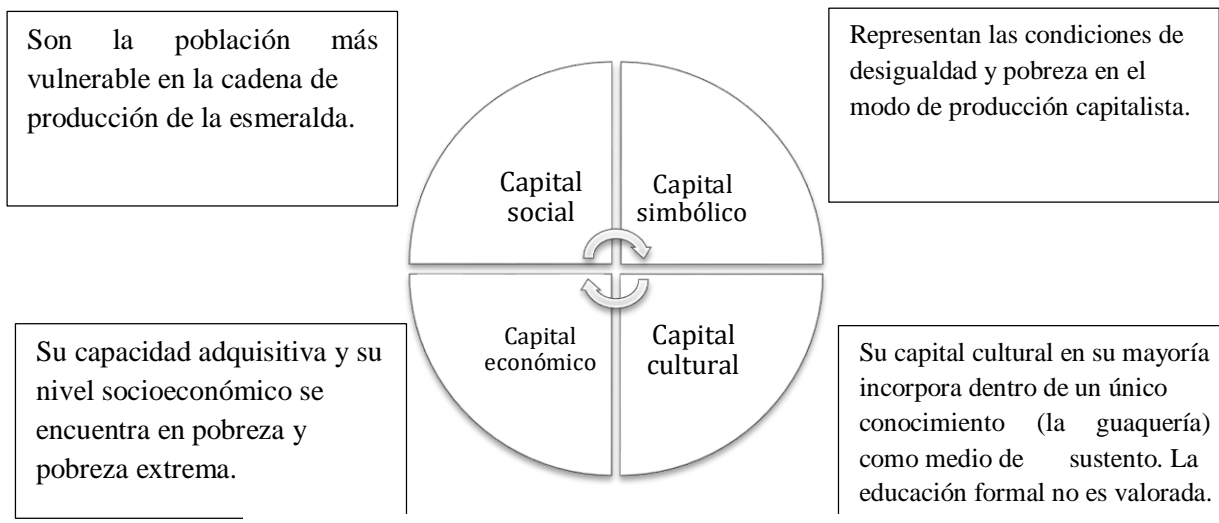 Son la población más
vulnerable en la cadena de
producción de la esmeralda.
Representan las condiciones de
desigualdad y pobreza en el
modo de producción capitalista.
Capital
social
Capital
simbólico
Capital
económico
Capital
cultural
Su capacidad adquisitiva y su
nivel socioeconómico se
encuentra en pobreza y
pobreza extrema.
Su capital cultural en su mayoría
incorpora dentro de un único
conocimiento (la guaquería)
como medio de sustento. La
educación formal no es valorada.